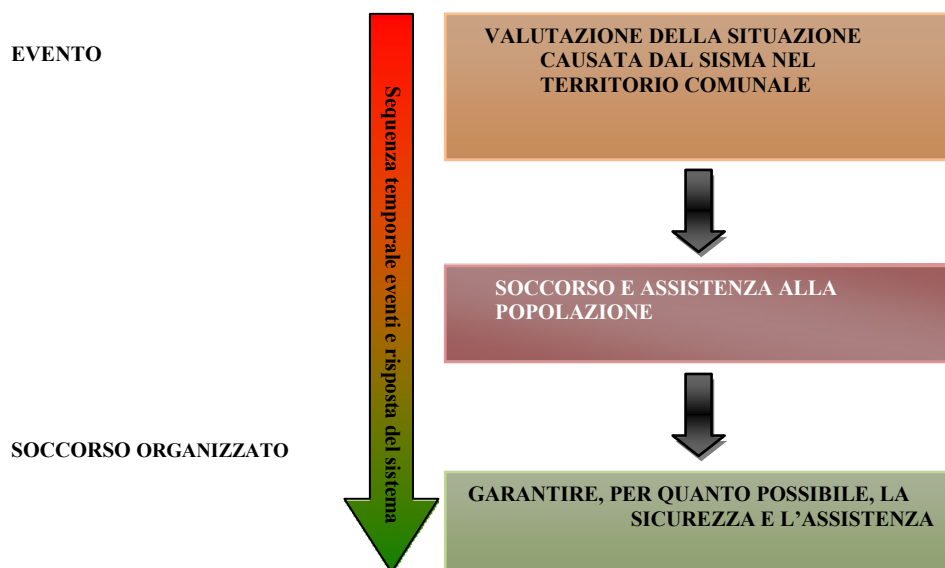 EVENTO
VALUTAZIONE DELLA SITUAZIONE
CAUSATA DAL SISMA NEL
TERRITORIO COMUNALE
Sequenza temporale eventi e risposta del sistema
SOCCORSO E ASSISTENZA ALLA
POPOLAZIONE
SOCCORSO ORGANIZZATO
GARANTIRE, PER QUANTO POSSIBILE, LA
SICUREZZA E L’ASSISTENZA